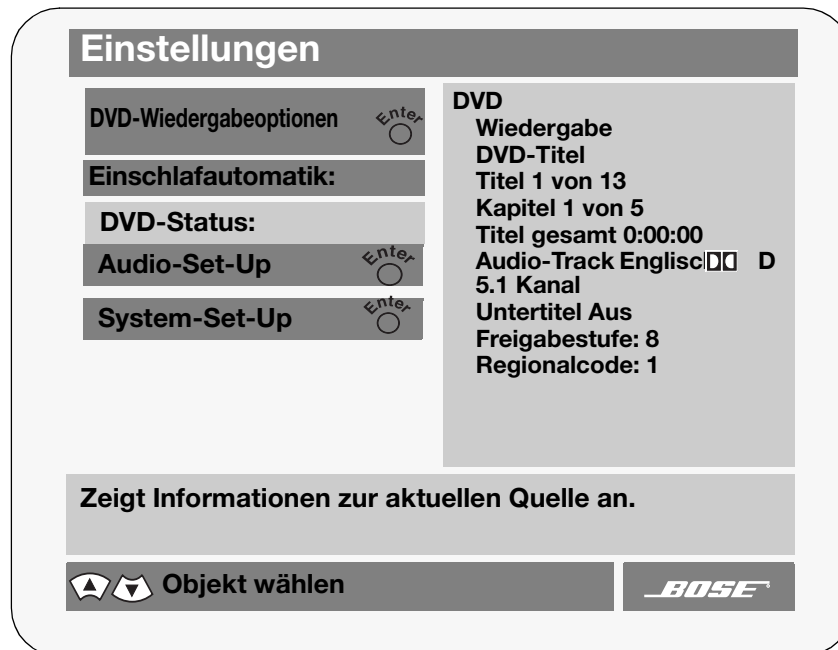 Einstellungen
DVD-Wiedergabeoptionen Enter
Einschlafautomatik:
DVD-Status:
Audio-Set-Up Enter
System-Set-Up Enter
DVD
Wiedergabe
DVD-Titel
Titel 1 von 13
Kapitel 1 von 5
Titel gesamt 0:00:00
Audio-Track Englisc D
5.1 Kanal
Untertitel Aus
Freigabestufe: 8
Regionalcode: 1
Zeigt Informationen zur aktuellen Quelle an.
Objekt wählen
BOSE